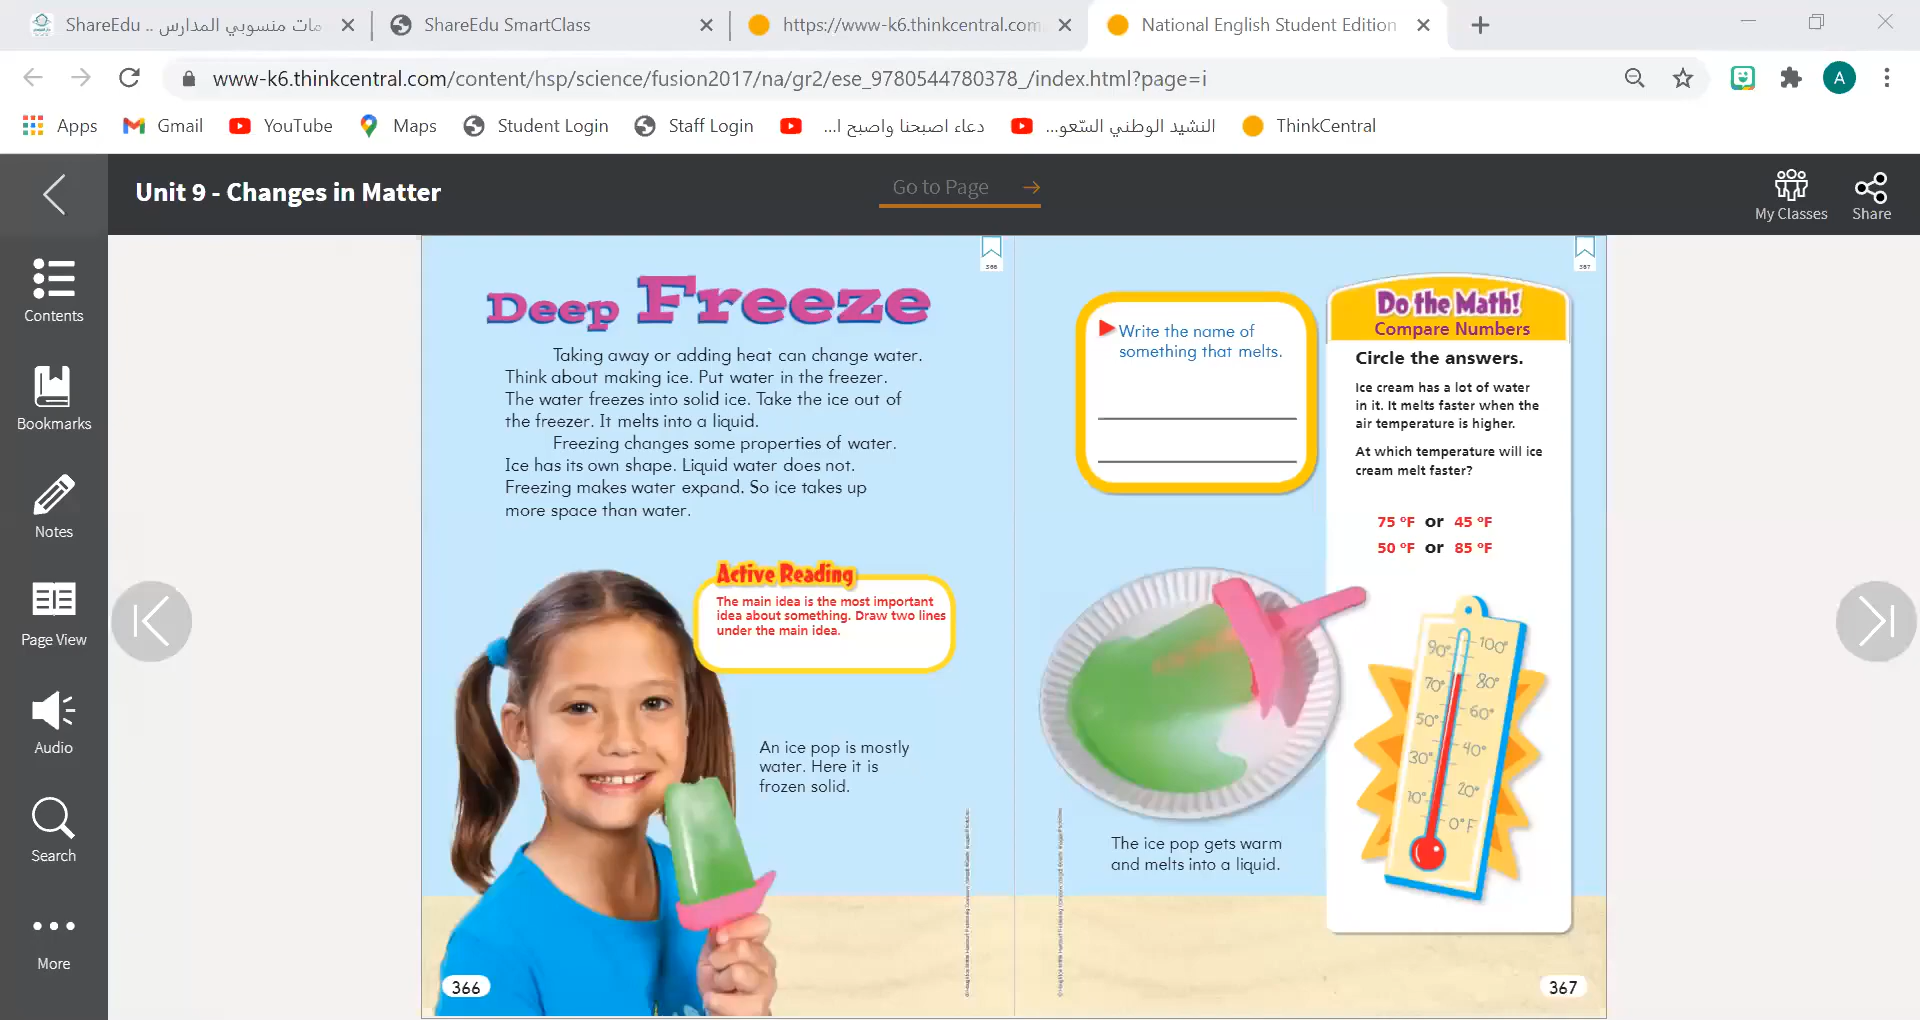 ShareEdu .. مات منسوبي المدارس
ShareEdu SmartClass
https://www-k6.thinkcentral.com
National English Student Edition
www-k6.thinkcentral.com/content/hsp/science/fusion2017/na/gr2/ese_9780544780378_/index.html?page=i
A
Apps
Gmail
YouTube
Maps
Student Login
Staff Login
دعاء اصبحنا واصبح ا...
النشيد الوطني السّعو...
ThinkCentral
Unit 9 - Changes in Matter
Go to Page
My Classes
Share
Contents
Bookmarks
Notes
Page View
Audio
Search
More
366
Deep Freeze
Taking away or adding heat can change water.
Think about making ice. Put water in the freezer.
The water freezes into solid ice. Take the ice out of
the freezer. It melts into a liquid.
Freezing changes some properties of water.
Ice has its own shape. Liquid water does not.
Freezing makes water expand. So ice takes up
more space than water.
Active Reading
The main idea is the most important
idea about something. Draw two lines
under the main idea.
An ice pop is mostly
water. Here it is
frozen solid.
366
367
Write the name of
something that melts.
The ice pop gets warm
and melts into a liquid.
Do the Math!
Compare Numbers
Circle the answers.
Ice cream has a lot of water
in it. It melts faster when the
air temperature is higher.
At which temperature will ice
cream melt faster?
75 °F or 45 °F
50 °F or 85 °F
90° 100°
70° 80°
50° 60°
30° 40°
10° 20°
0°F
367